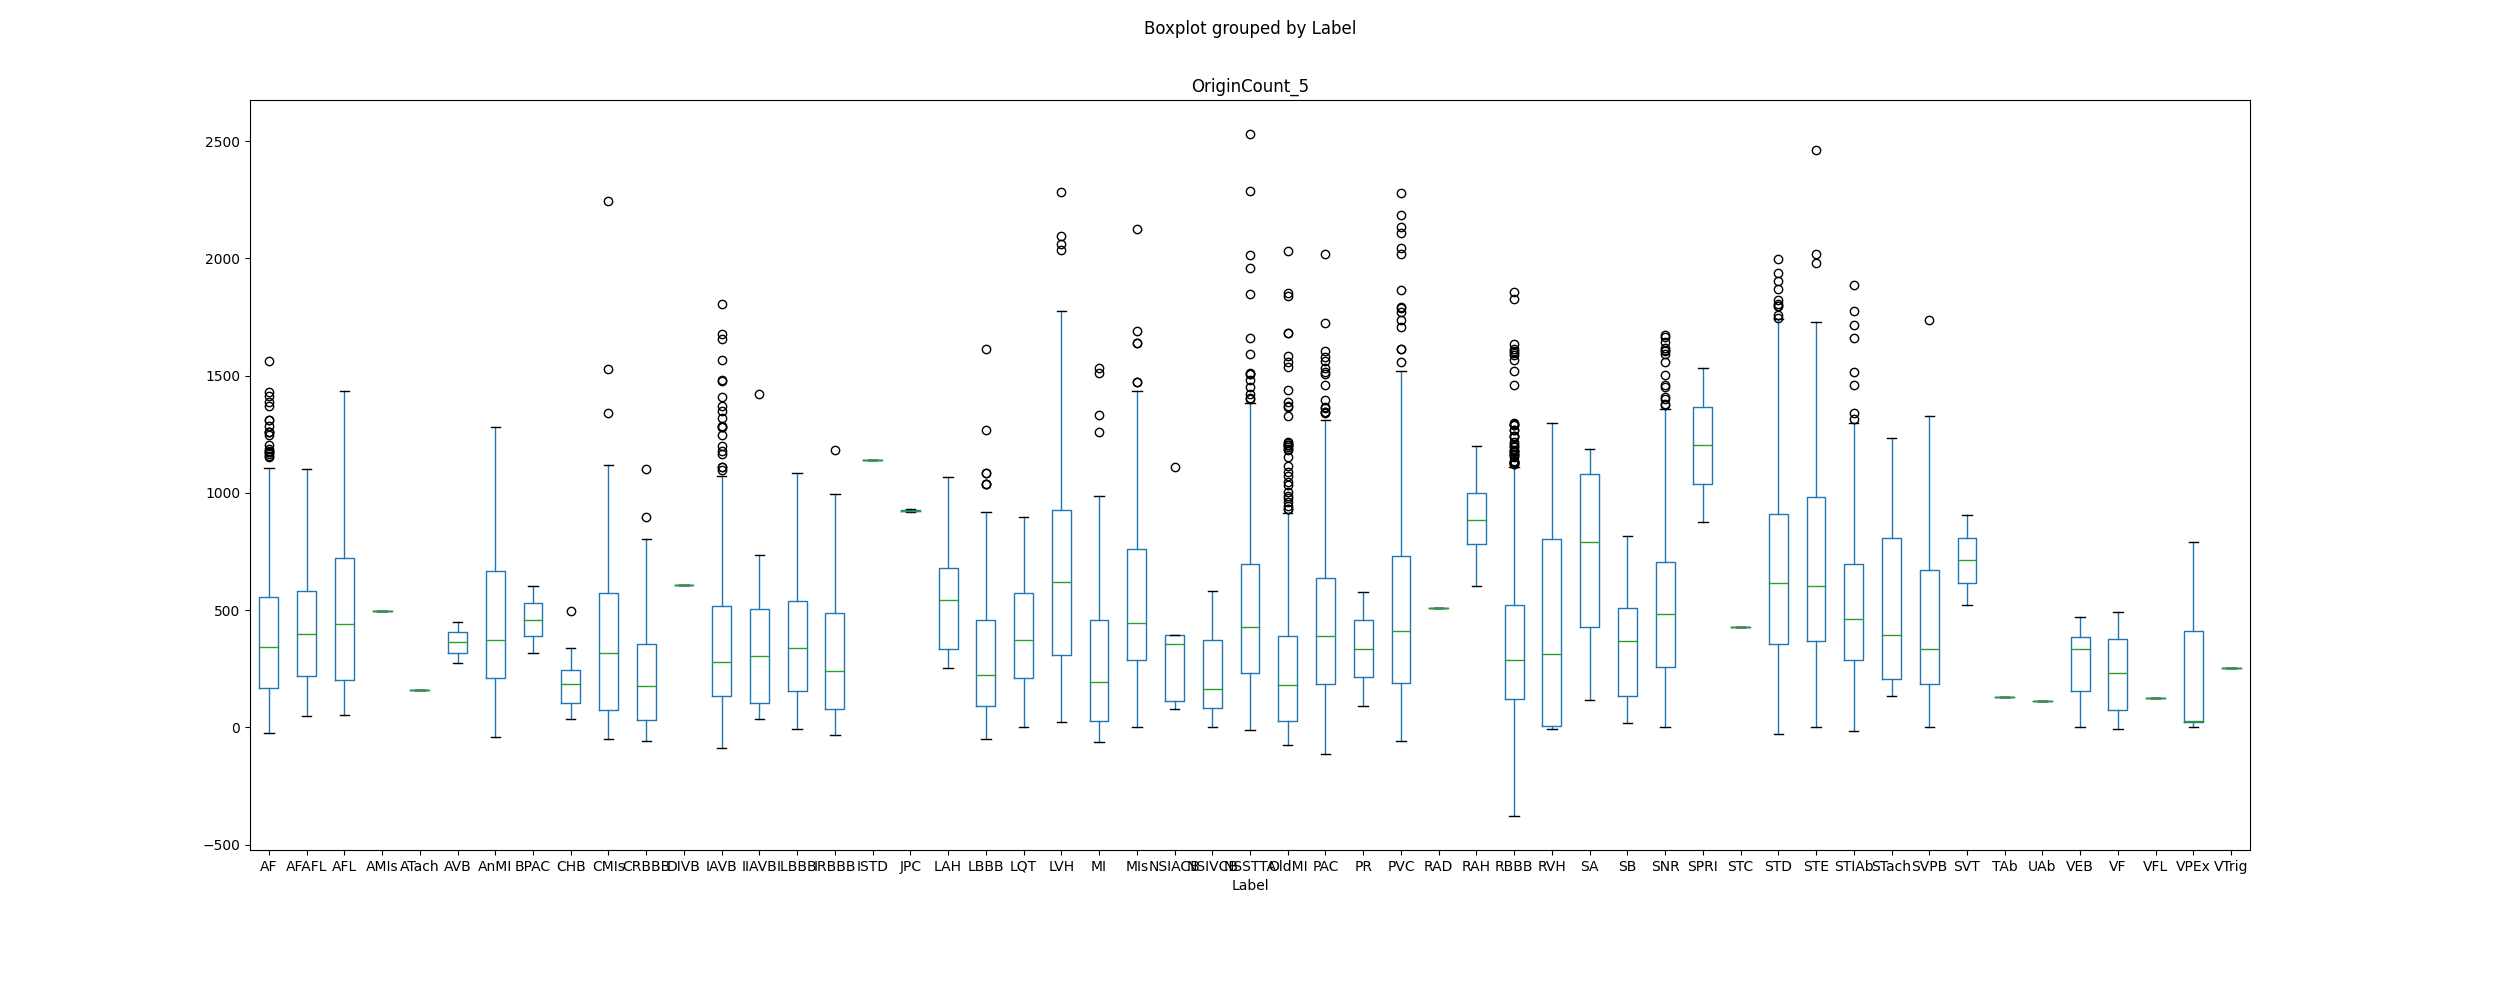 Boxplot grouped by Label
OriginCount_5
2500
2000
1500
1000
500
0
−500
AF AFAFL AFL AMIs ATach AVB AnMI BPAC CHB CMIs CRBBB DIVB IAVB IIAVB ILBBB IRBBB ISTD JPC LAH LBBB LQT LVH MI MIs NSIACB NSIVCB NSSTTA OldMI PAC PR PVC RAD RAH RBBB RVH SA SB SNR SPRI STC STD STE STIAb STach SVPB SVT TAb UAb VEB VF VFL VPEx VTrig
Label